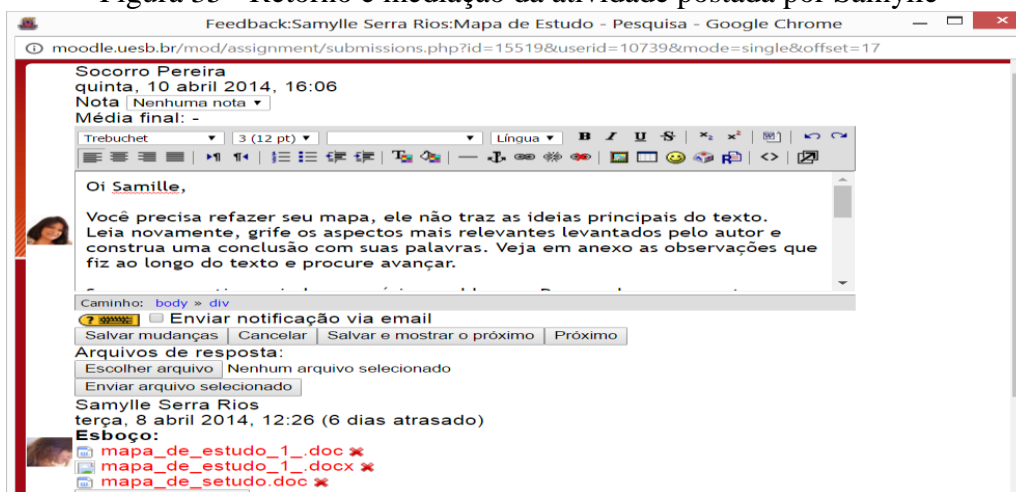 Figura 33 - Retorno e mediação da atividade postada por Samylle
Feedback:Samylle Serra Rios:Mapa de Estudo - Pesquisa - Google Chrome
moodle.uesb.br/mod/assignment/submissions.php?id=15519&userid=10739&mode=single&offset=17
Socorro Pereira
quinta, 10 abril 2014, 16:06
Nota Nenhuma nota
Média final: -
Trebuchet 3 (12 pt) Língua B I U S x₂ x²
Oi Samille,
Você precisa refazer seu mapa, ele não traz as ideias principais do texto.
Leia novamente, grife os aspectos mais relevantes levantados pelo autor e
construa uma conclusão com suas palavras. Veja em anexo as observações que
fiz ao longo do texto e procure avançar.
Caminho: body » div
Enviar notificação via email
Salvar mudanças Cancelar Salvar e mostrar o próximo Próximo
Arquivos de resposta:
Escolher arquivo Nenhum arquivo selecionado
Enviar arquivo selecionado
Samylle Serra Rios
terça, 8 abril 2014, 12:26 (6 dias atrasado)
Esboço:
mapa_de_estudo_1_.doc
mapa_de_estudo_1_.docx
mapa_de_setudo.doc